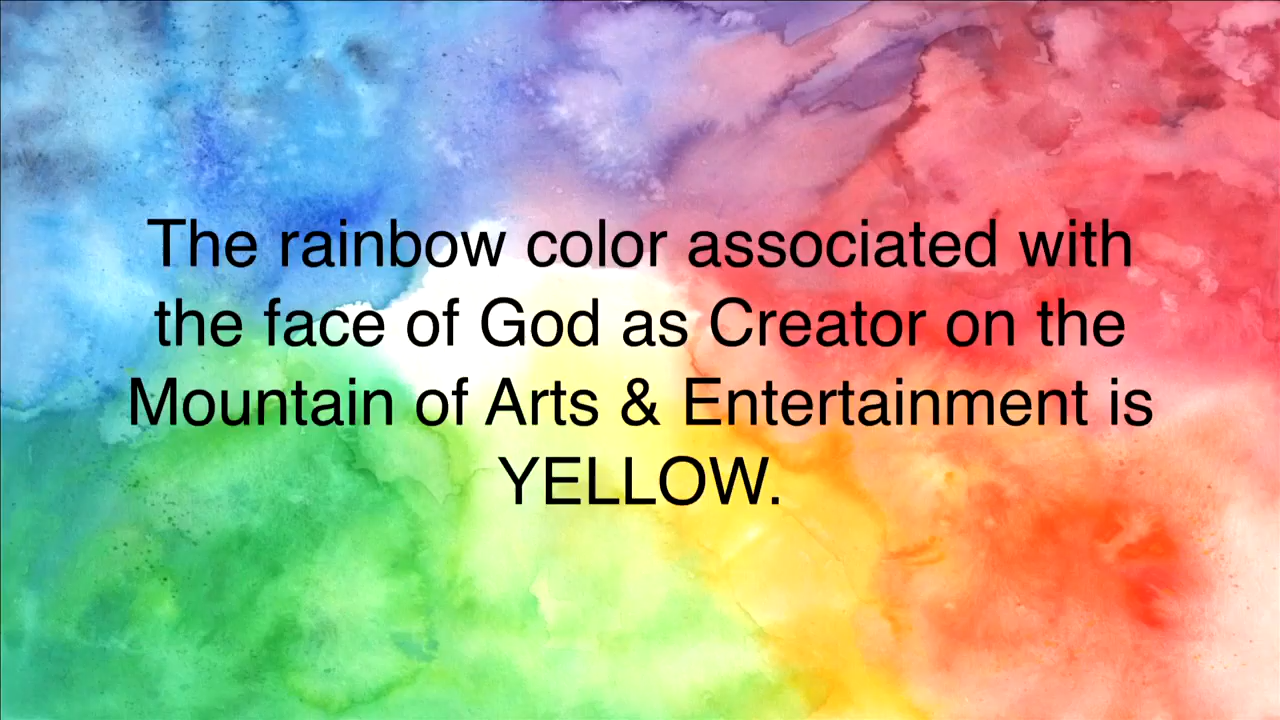 The rainbow color associated with
the face of God as Creator on the
Mountain of Arts & Entertainment is
YELLOW.